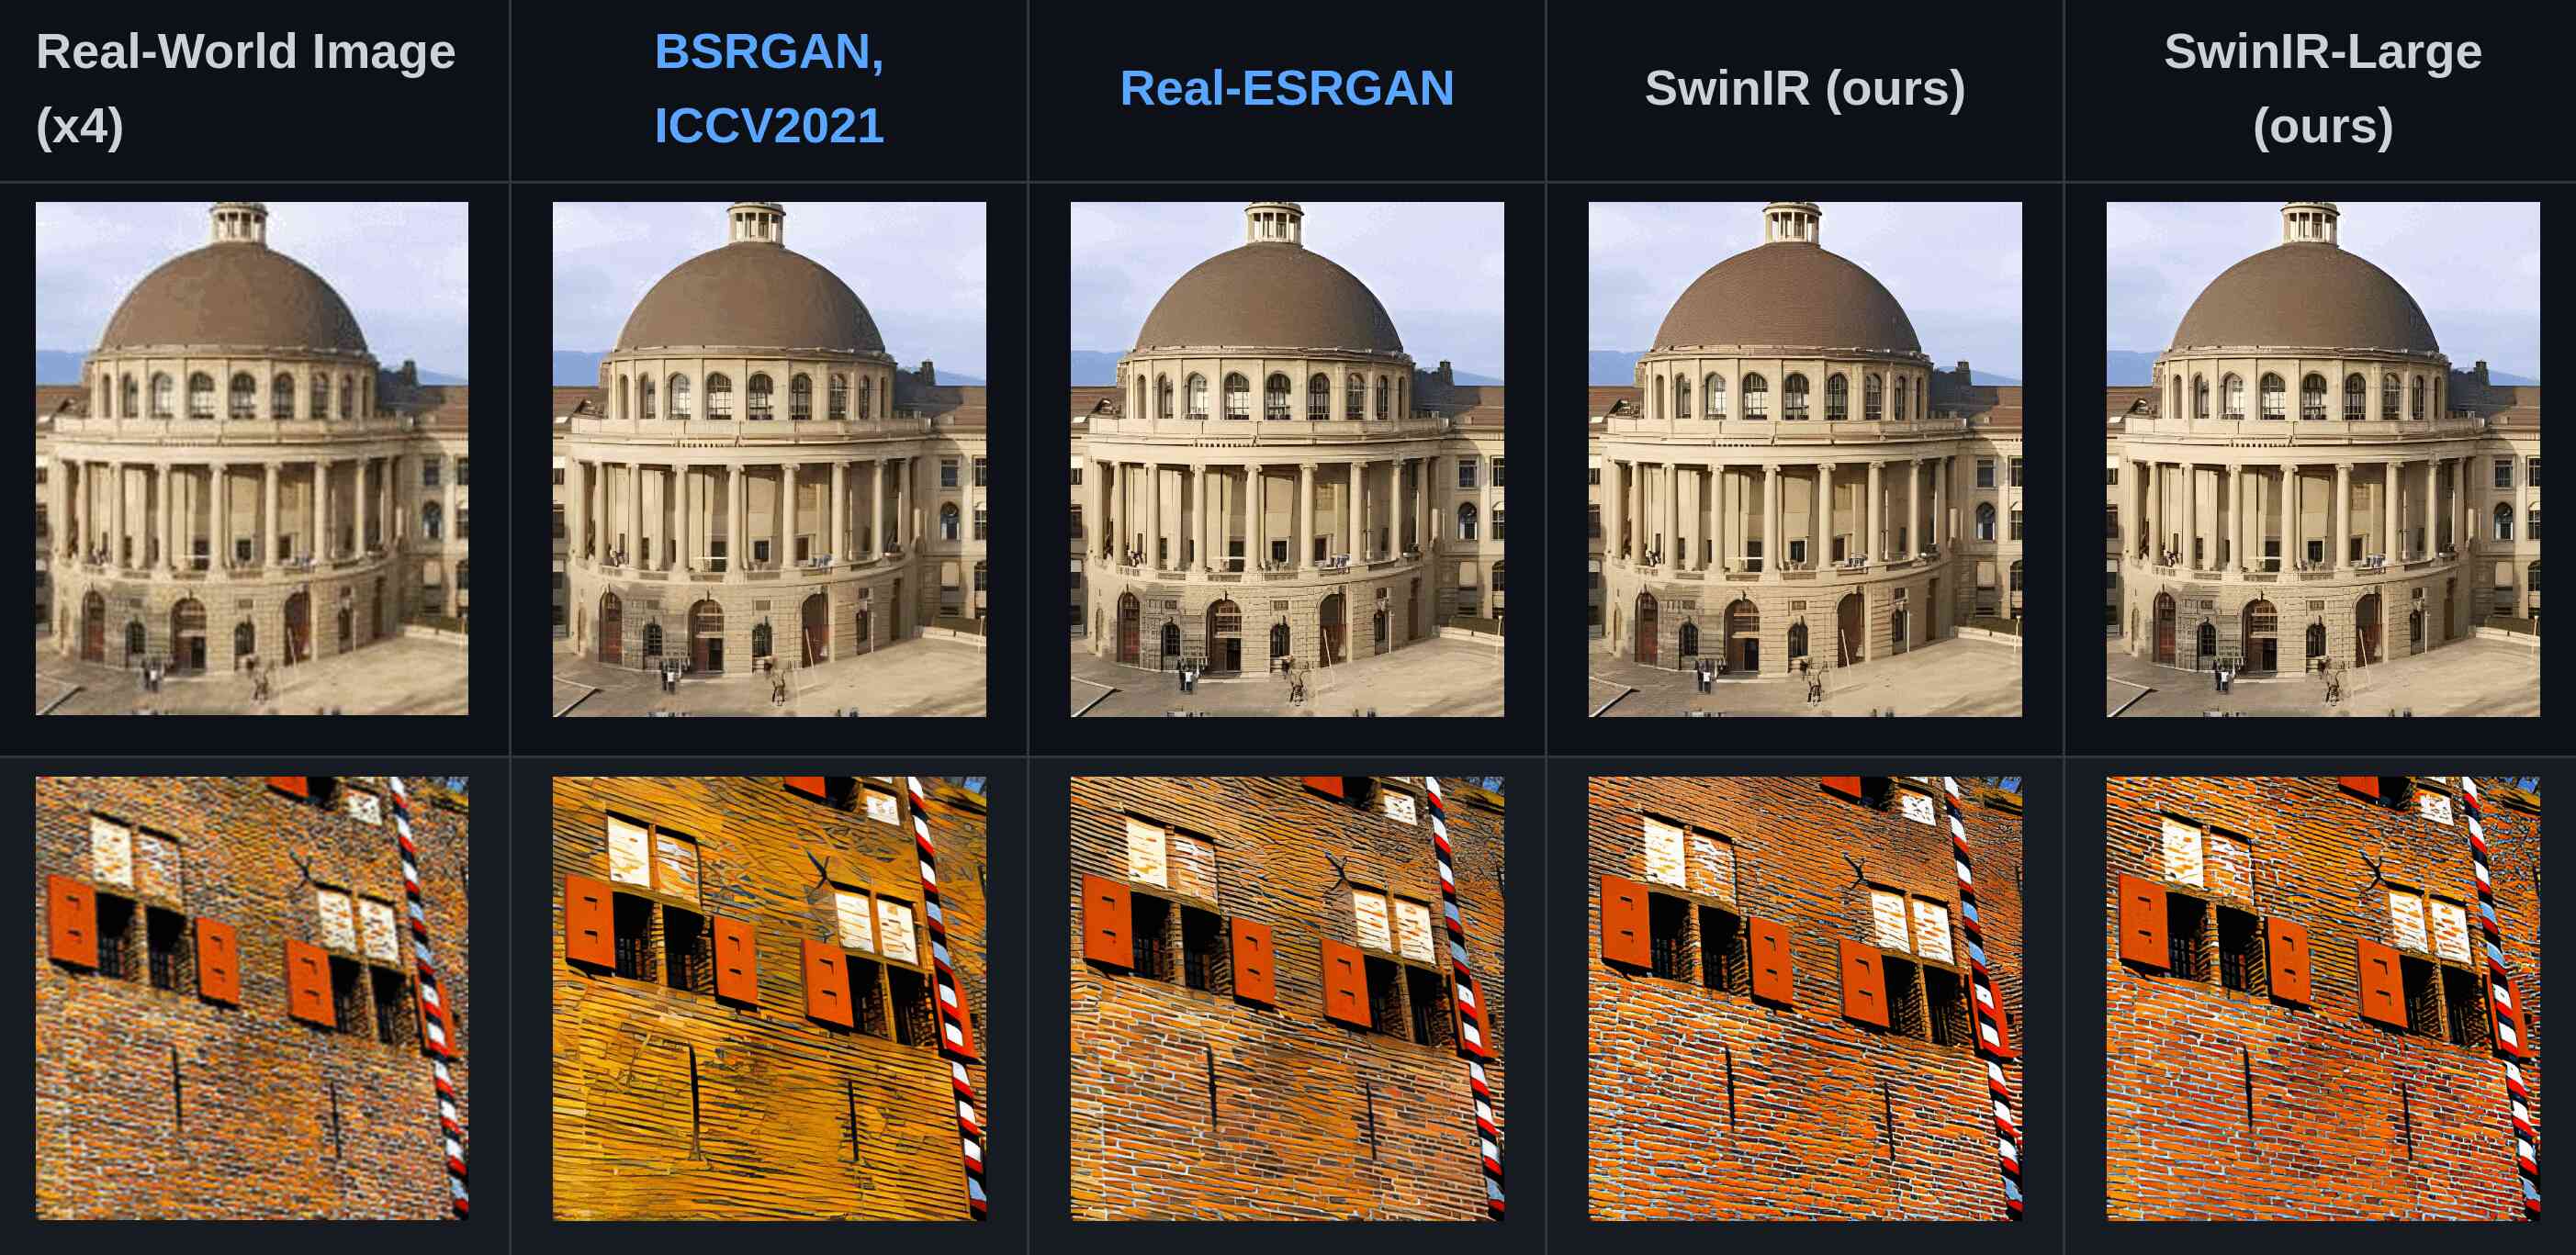 Real-World Image
(x4)
BSRGAN,
ICCV2021
Real-ESRGAN
SwinIR (ours)
SwinIR-Large
(ours)